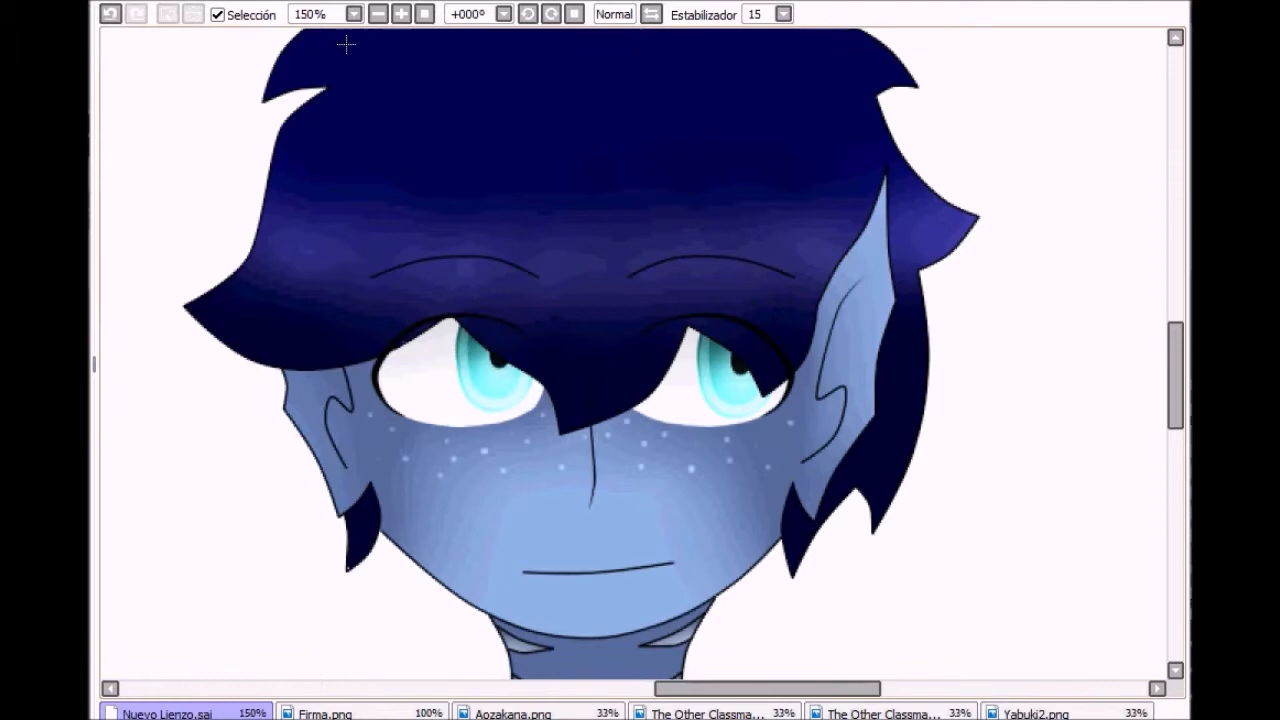 Selección 150% +000º Normal Estabilizador 15
Nuevo Lienzo.sai 150% Firma.png 100% Aozakana.png 33% The Other Classma... 33% The Other Classma... 33% Yabuki2.png 33%